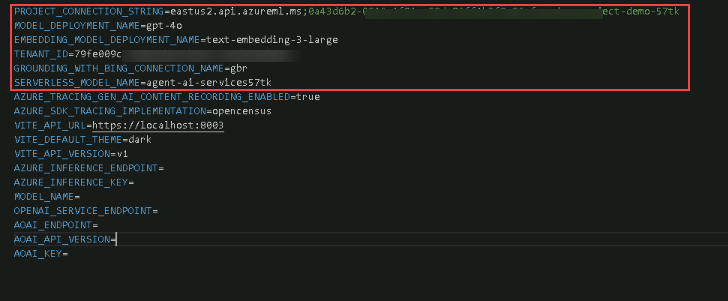 PROJECT_CONNECTION_STRING=eastus2.api.azureml.ms;0a43d6b2- ect-demo-57tk
MODEL_DEPLOYMENT_NAME=gpt-4o
EMBEDDING_MODEL_DEPLOYMENT_NAME=text-embedding-3-large
TENANT_ID=79fe009c
GROUNDING_WITH_BING_CONNECTION_NAME=gbr
SERVERLESS_MODEL_NAME=agent-ai-services57tk
AZURE_TRACING_GEN_AI_CONTENT_RECORDING_ENABLED=true
AZURE_SDK_TRACING_IMPLEMENTATION=opencensus
VITE_API_URL=https://localhost:8003
VITE_DEFAULT_THEME=dark
VITE_API_VERSION=v1
AZURE_INFERENCE_ENDPOINT=
AZURE_INFERENCE_KEY=
MODEL_NAME=
OPENAI_SERVICE_ENDPOINT=
AOAI_ENDPOINT=
AOAI_API_VERSION=
AOAI_KEY=